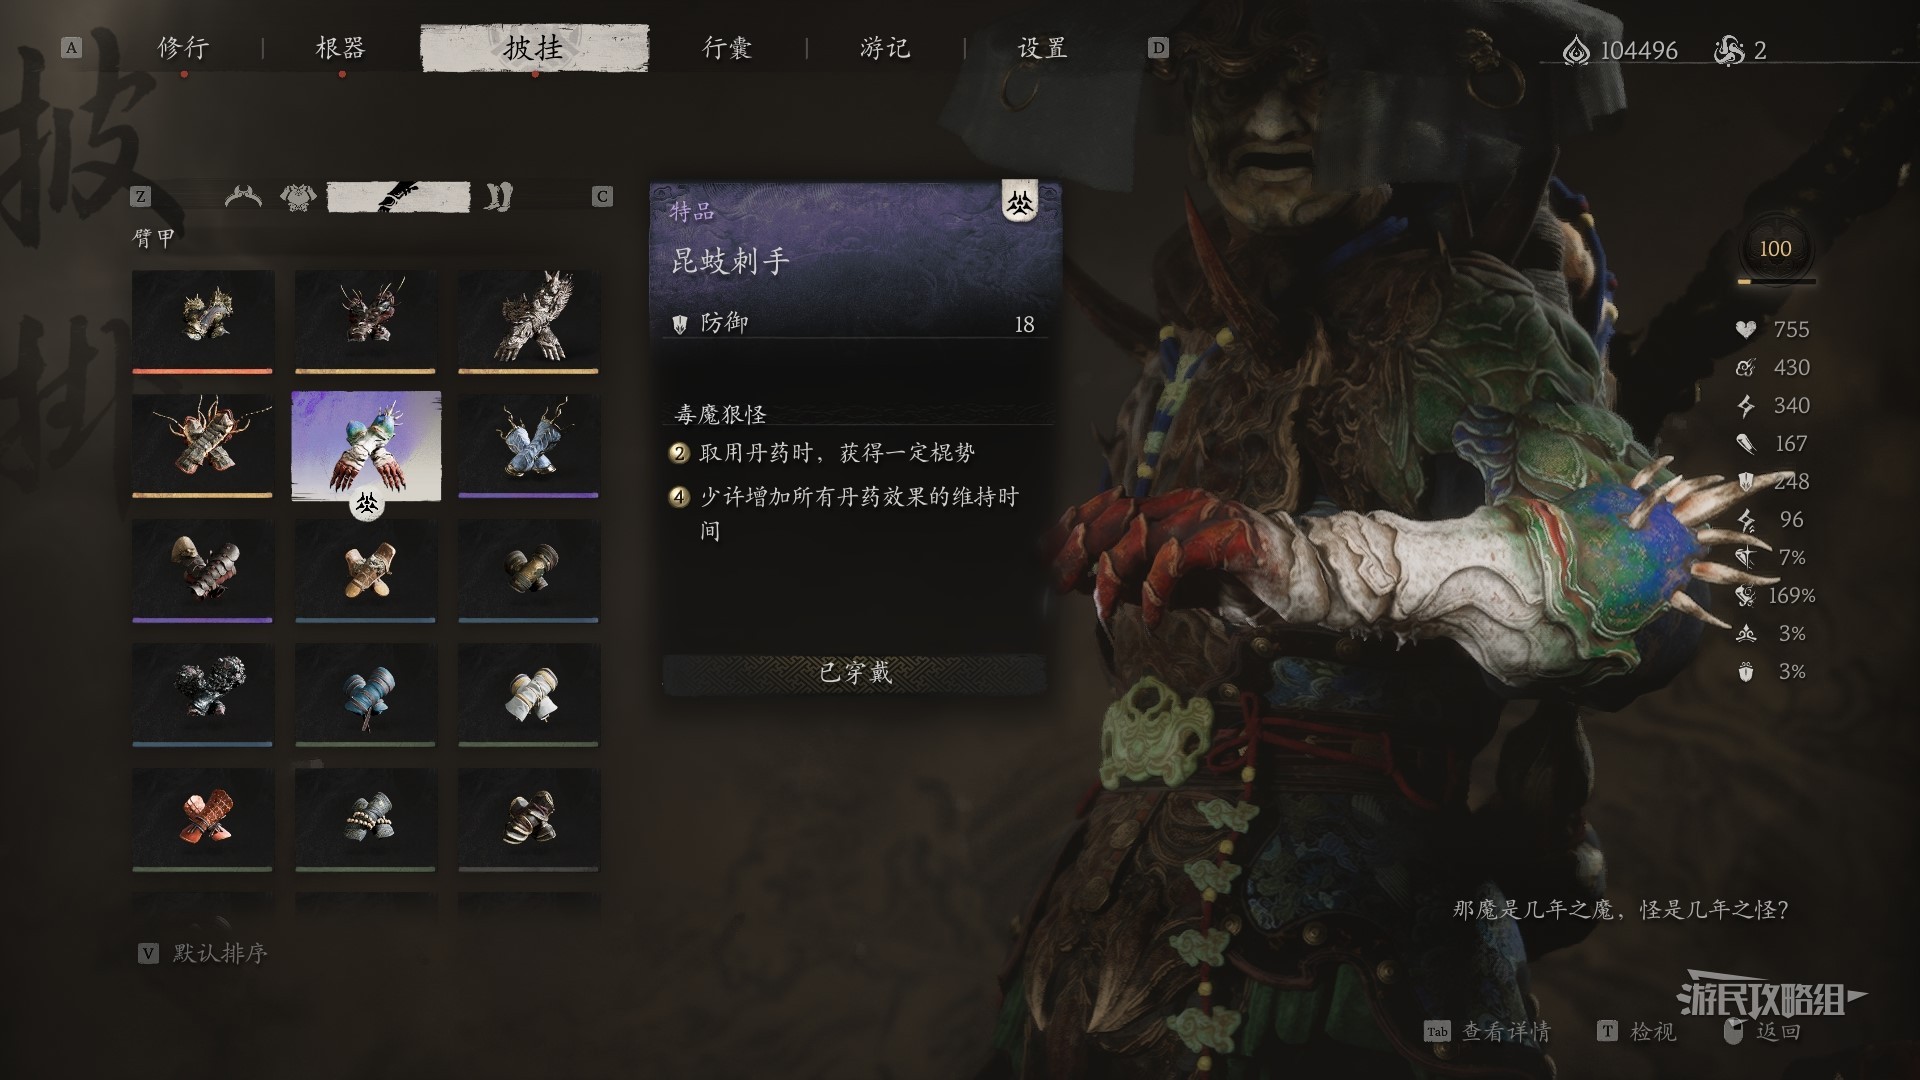 A 修行 根器 披挂 行囊 游记 设置 D
104496 2
披挂
Z C
臂甲
特品
昆蚑刺手
防御 18
毒魔狠怪
2 取用丹药时，获得一定棍势
4 少许增加所有丹药效果的维持时
间
已穿戴
100
755
430
340
167
248
96
7%
169%
3%
3%
那魔是几年之魔，怪是几年之怪？
V 默认排序
游民攻略组
Tab 查看详情 T 检视 返回